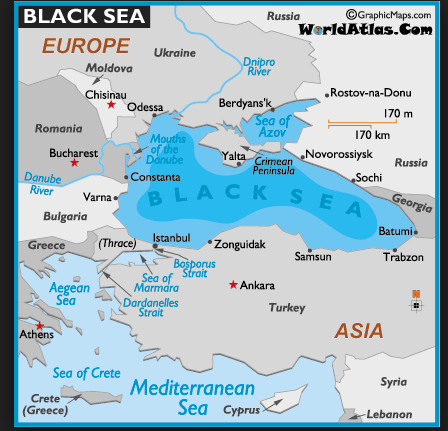 BLACK SEA
© GraphicMaps.com
WorldAtlas.Com
EUROPE
Russia
Ukraine
Dnipro
River
Moldova
Chisinau
Odessa
Berdyans'k
Rostov-na-Donu
Sea of
Azov
170 m
170 km
Romania
Bucharest
Mouths
of the
Danube
Yalta
Crimean
Peninsula
Novorossiysk
Russia
Danube
River
Constanta
Sochi
Varna
BLACK SEA
Georgia
Bulgaria
Batumi
Greece
(Thrace)
Istanbul
Zonguidak
Samsun
Trabzon
Bosporus
Strait
Sea of
Marmara
Aegean
Sea
Dardanelles
Strait
Ankara
N
Turkey
Athens
ASIA
Sea of Crete
Mediterranean
Sea
Crete
(Greece)
Cyprus
Syria
Lebanon